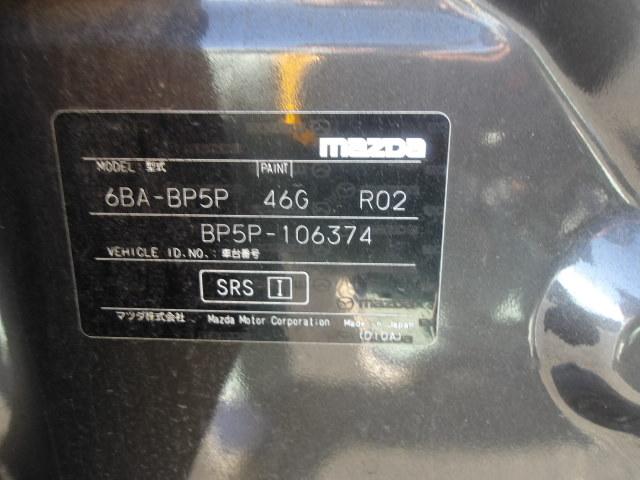 mazda
MODEL:型式 PAINT
6BA-BP5P 46G R02
BP5P-106374
VEHICLE ID.NO.:車台番号
SRS I
マツダ株式会社 Mazda Motor Corporation Made in Japan
(D10A)